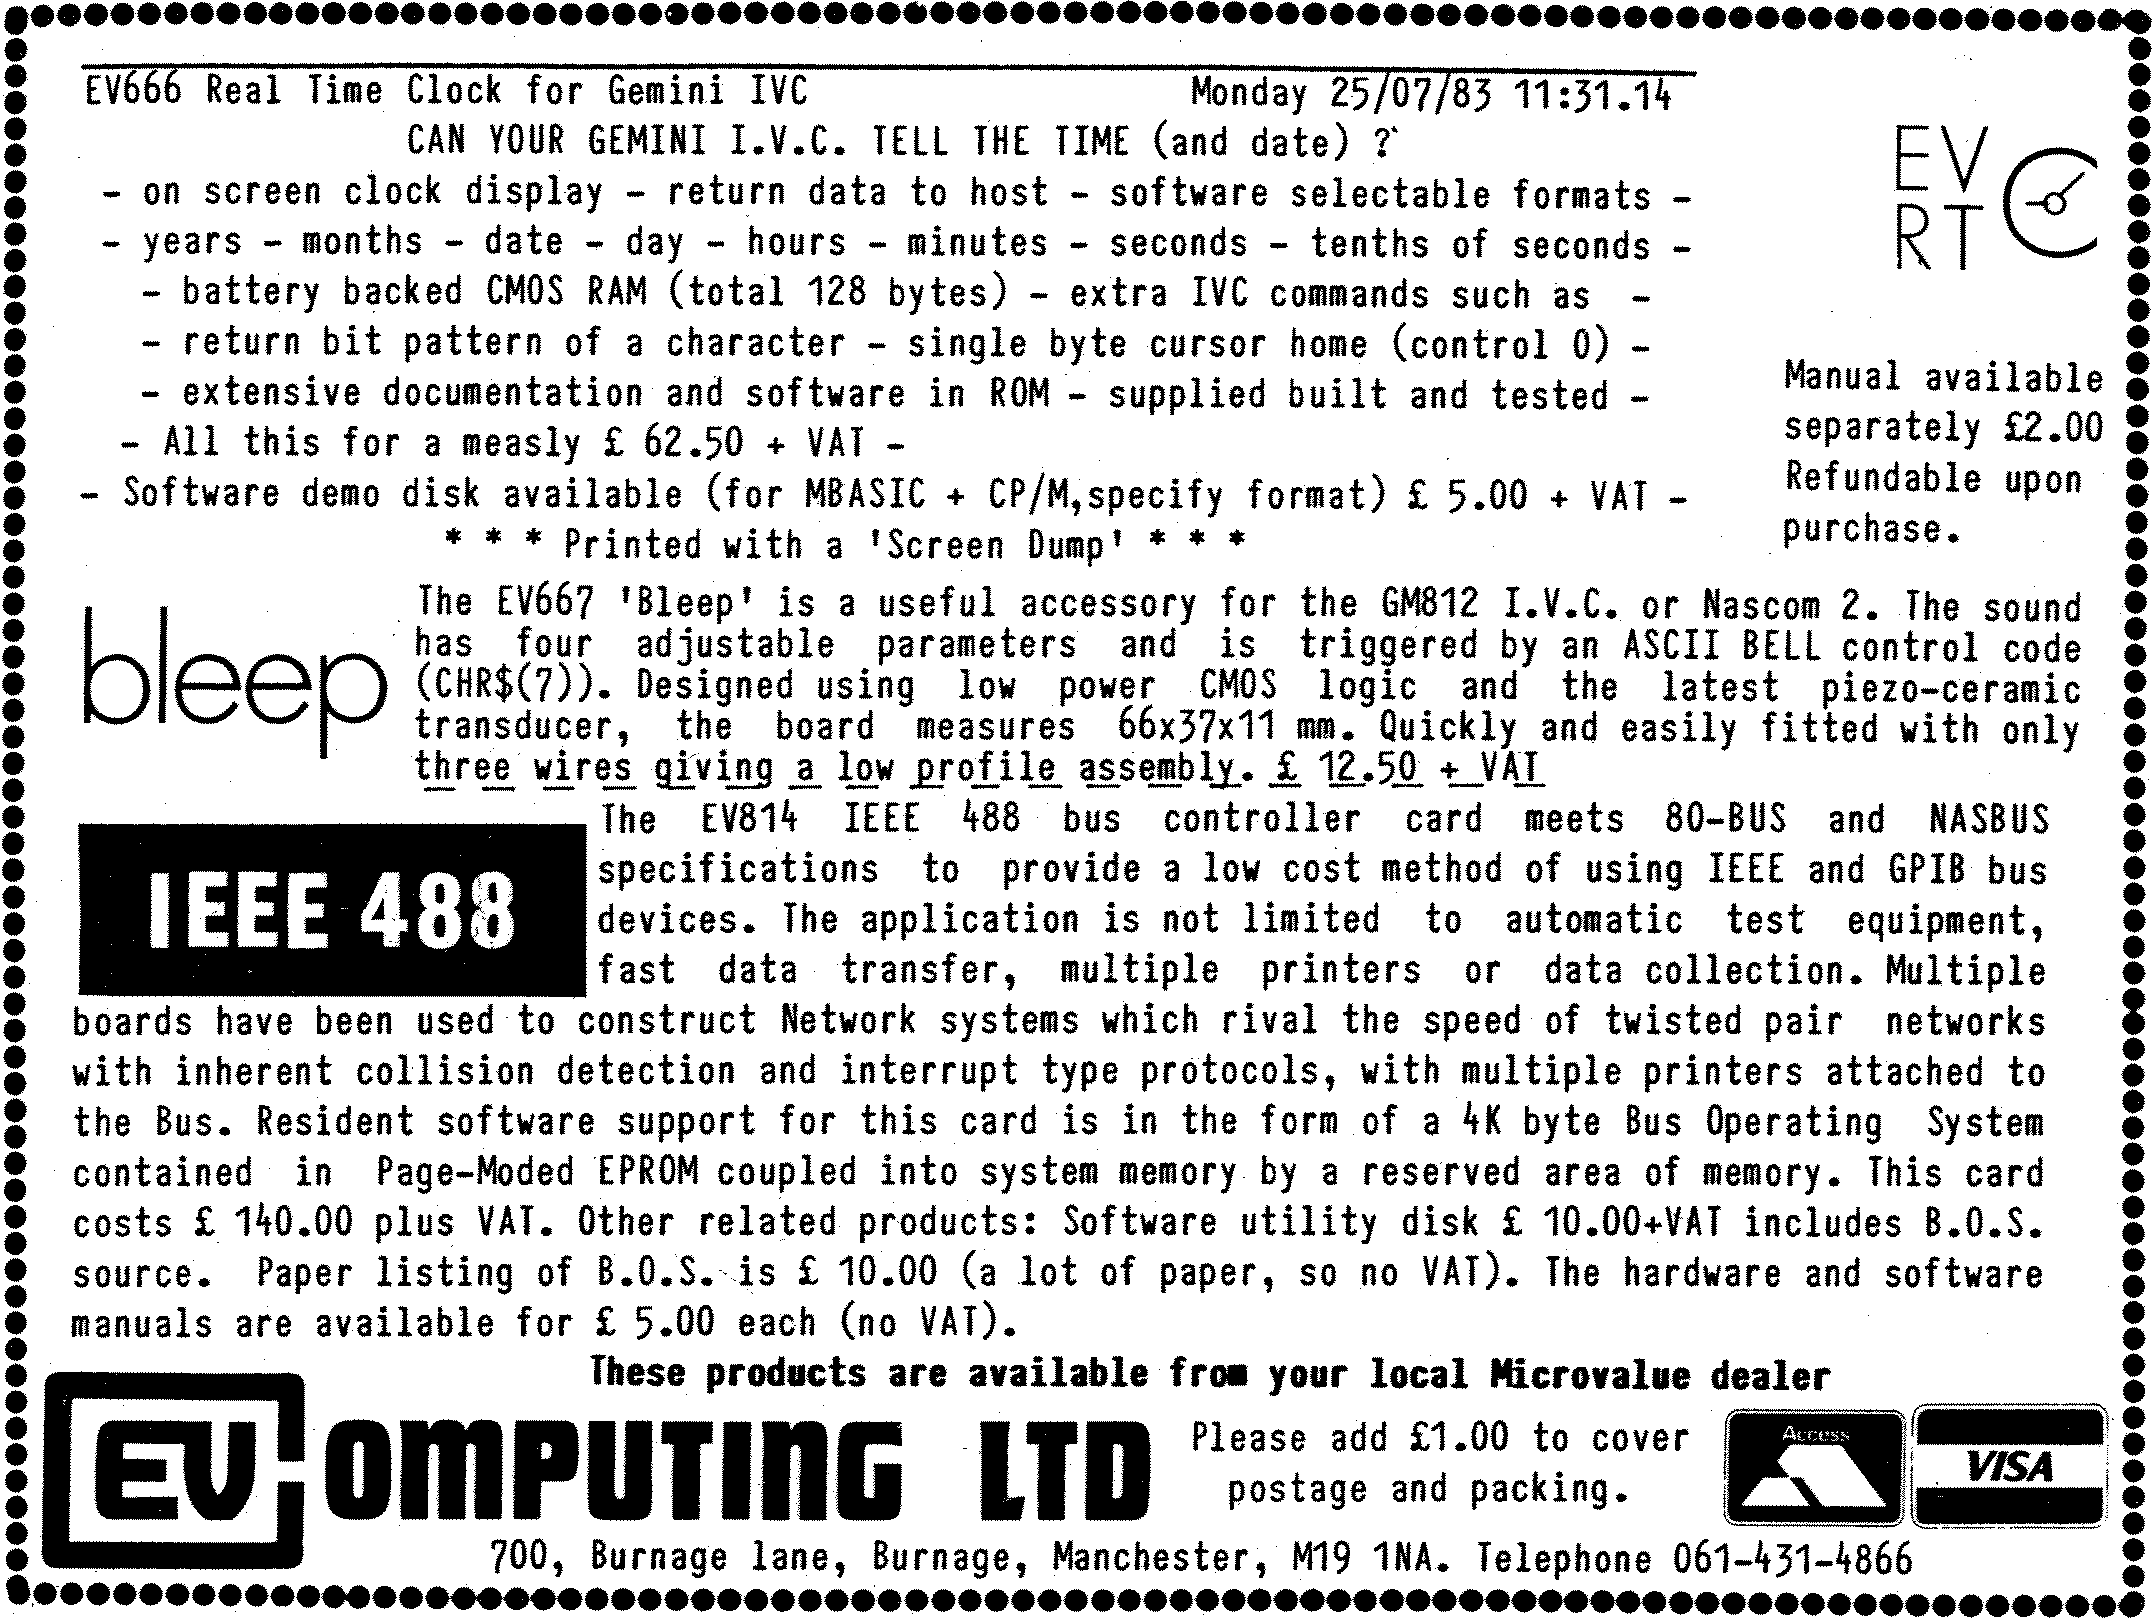 EV666 Real Time Clock for Gemini IVC Monday 25/07/83 11:31.14
CAN YOUR GEMINI I.V.C. TELL THE TIME (and date) ?
- on screen clock display - return data to host - software selectable formats -
- years - months - date - day - hours - minutes - seconds - tenths of seconds -
- battery backed CMOS RAM (total 128 bytes) - extra IVC commands such as -
- return bit pattern of a character - single byte cursor home (control O) -
- extensive documentation and software in ROM - supplied built and tested -
- All this for a measly £ 62.50 + VAT -
- Software demo disk available (for MBASIC + CP/M,specify format) £ 5.00 + VAT -
* * * Printed with a 'Screen Dump' * * *
EV
RTC
Manual available
separately £2.00
Refundable upon
purchase.
bleep
The EV667 'Bleep' is a useful accessory for the GM812 I.V.C. or Nascom 2. The sound
has four adjustable parameters and is triggered by an ASCII BELL control code
(CHR$(7)). Designed using low power CMOS logic and the latest piezo-ceramic
transducer, the board measures 66x37x11 mm. Quickly and easily fitted with only
three wires giving a low profile assembly. £ 12.50 + VAT
IEEE 488
The EV814 IEEE 488 bus controller card meets 80-BUS and NASBUS
specifications to provide a low cost method of using IEEE and GPIB bus
devices. The application is not limited to automatic test equipment,
fast data transfer, multiple printers or data collection. Multiple
boards have been used to construct Network systems which rival the speed of twisted pair networks
with inherent collision detection and interrupt type protocols, with multiple printers attached to
the Bus. Resident software support for this card is in the form of a 4K byte Bus Operating System
contained in Page-Moded EPROM coupled into system memory by a reserved area of memory. This card
costs £ 140.00 plus VAT. Other related products: Software utility disk £ 10.00+VAT includes B.O.S.
source. Paper listing of B.O.S. is £ 10.00 (a lot of paper, so no VAT). The hardware and software
manuals are available for £ 5.00 each (no VAT).
These products are available from your local Microvalue dealer
EV COMPUTING LTD
Please add £1.00 to cover
postage and packing.
Access
VISA
700, Burnage lane, Burnage, Manchester, M19 1NA. Telephone 061-431-4866